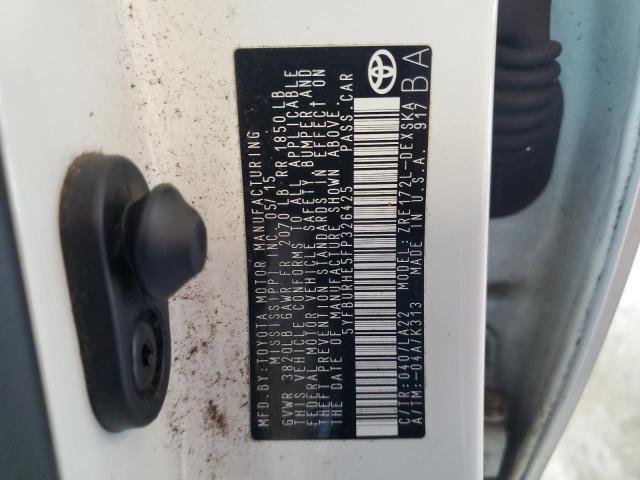 MFD.BY:TOYOTA MOTOR MANUFACTURING
MISSISSIPPI INC. 05/15
GVWR 3820LB GAWR FR 2070 LB RR 1850LB
THIS VEHICLE CONFORMS TO ALL APPLICABLE
FEDERAL MOTOR VEHICLE SAFETY BUMPER AND
THEFT PREVENTION STANDARDS IN EFFECT ON
THE DATE OF MANUFACTURE SHOWN ABOVE.
5YFBURHE5FP326425 PASS.CAR
C/TR:040/LA22 MODEL:ZRE172L-DEXSKA
A/TM:-04A/K313 MADE IN U.S.A. 917
BA